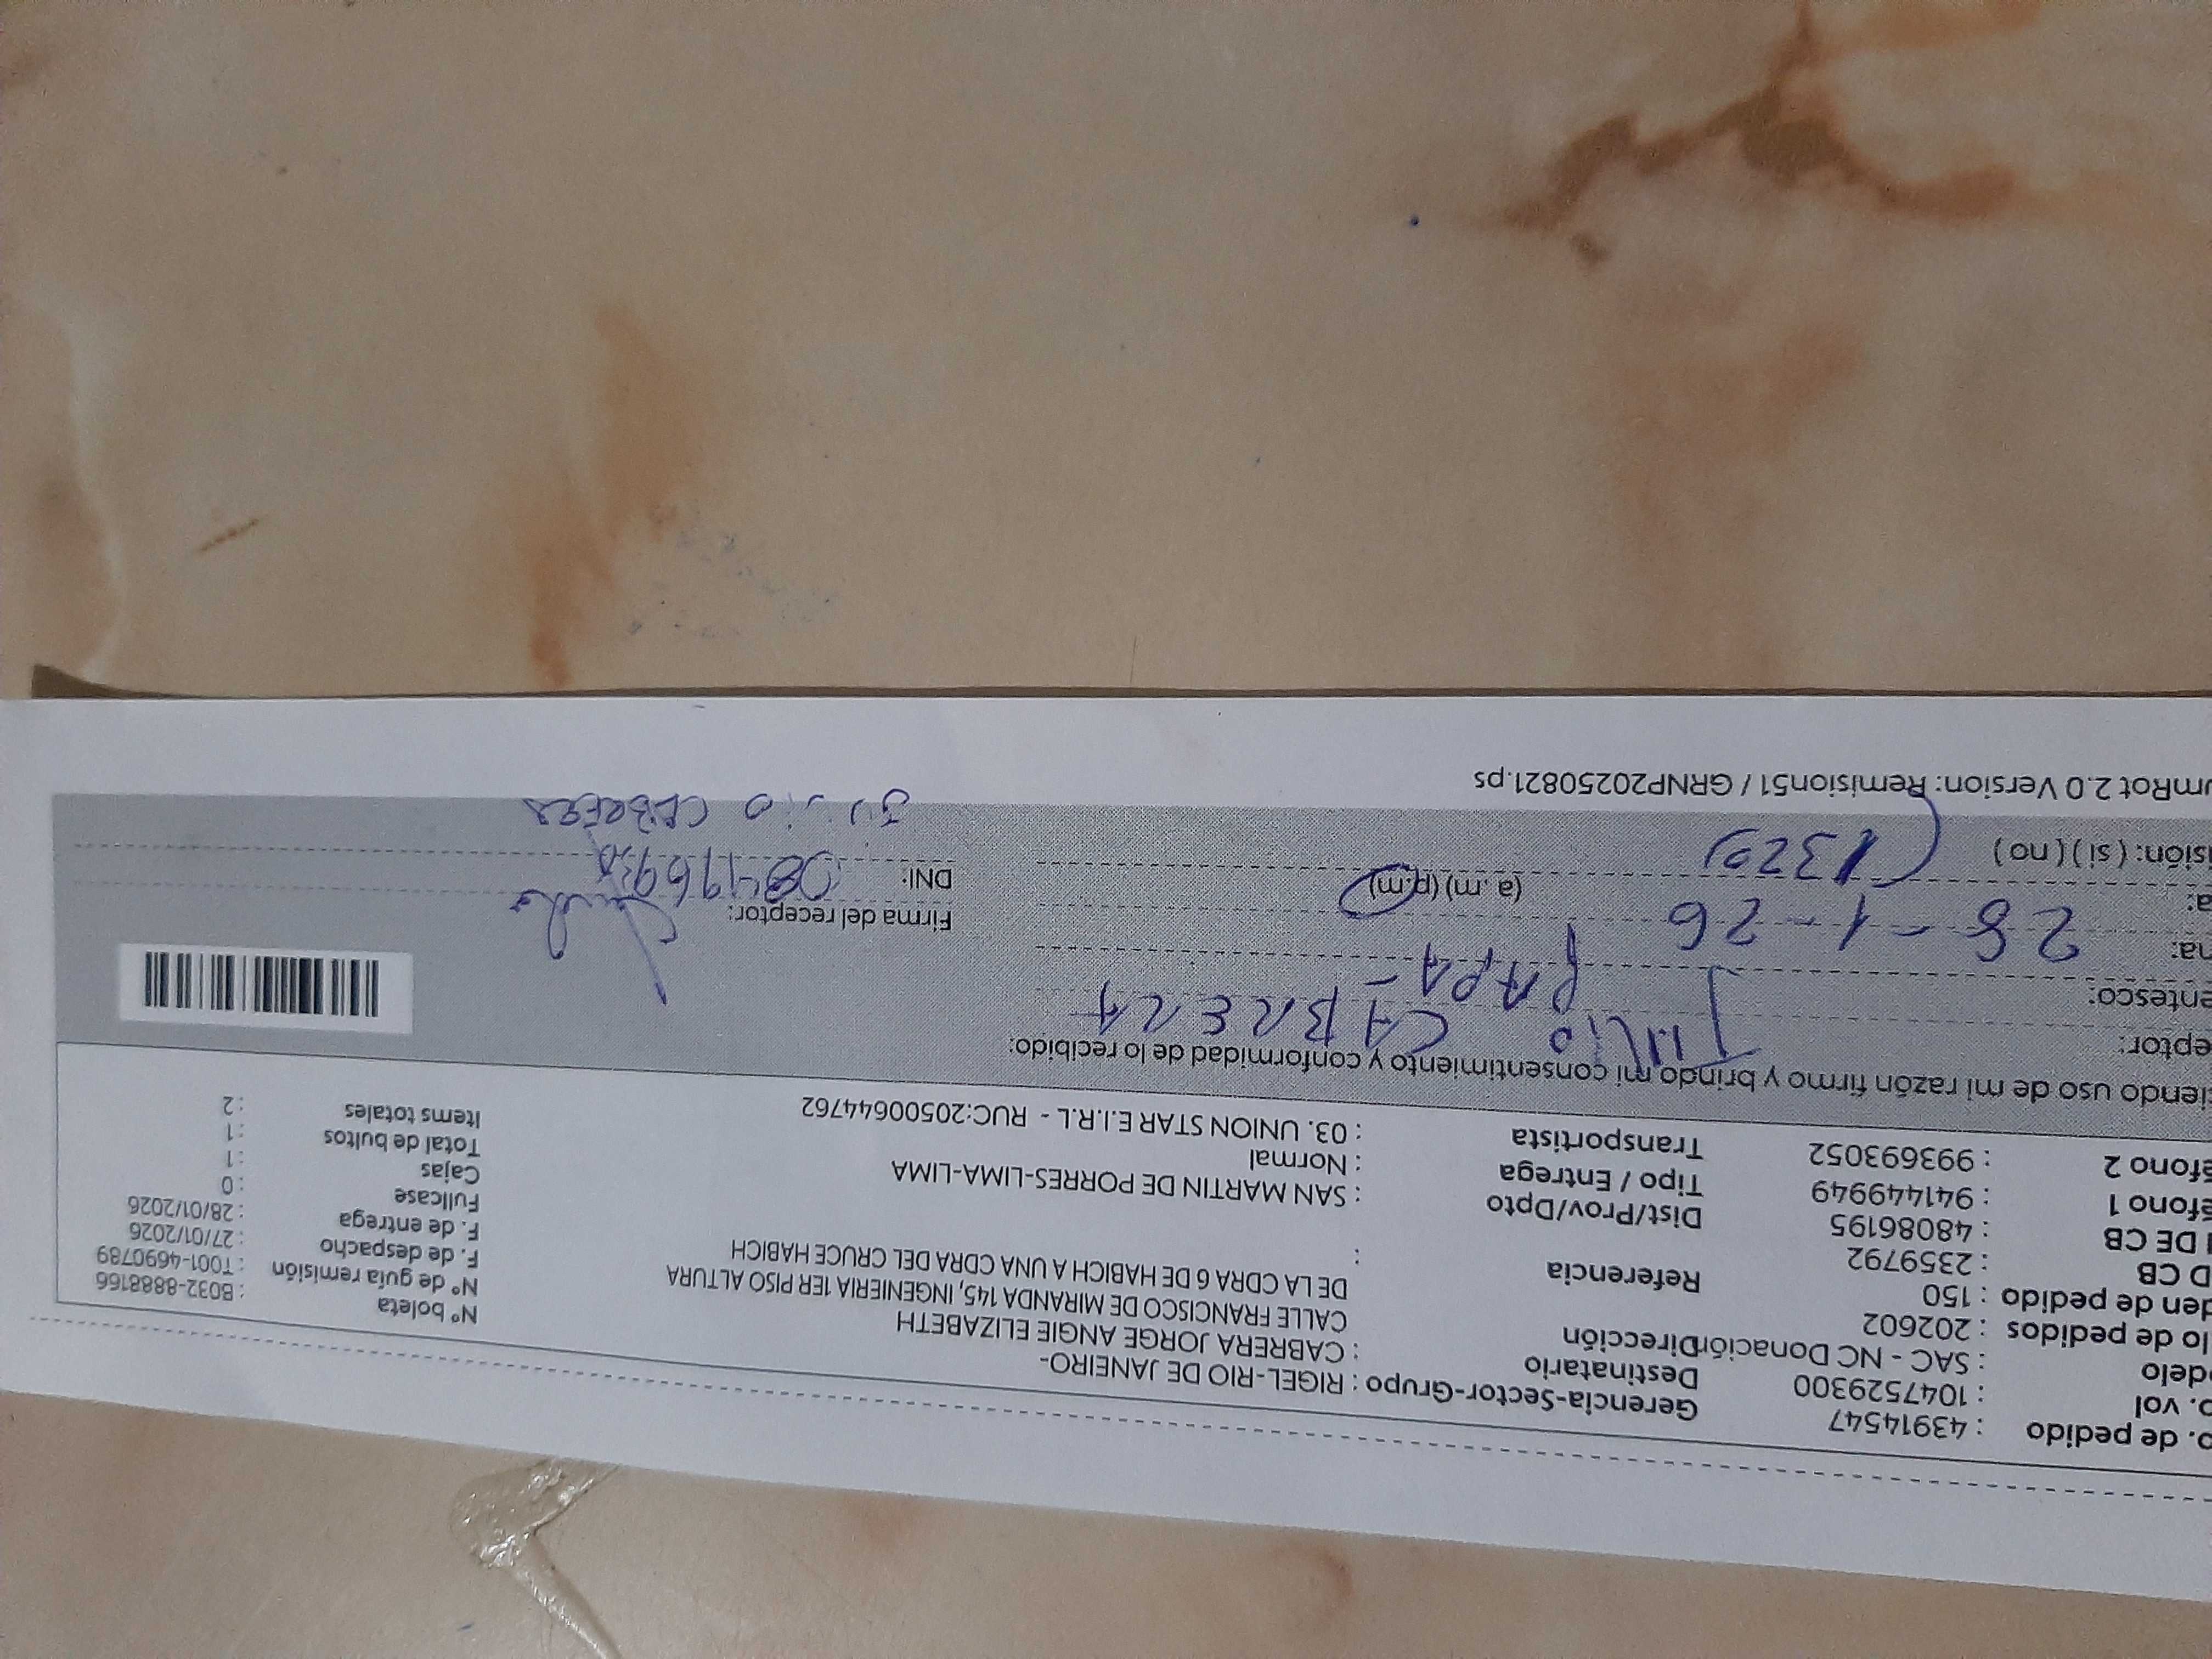 o. de pedido : 43914547
o. vol : 1047529300
delo : SAC - NC Donación
lo de pedidos : 202602
den de pedido : 150
D CB : 2359792
I DE CB : 48086195
éfono 1 : 941449949
éfono 2 : 993693052
Gerencia-Sector-Grupo : RIGEL-RIO DE JANEIRO-
Destinatario : CABRERA JORGE ANGIE ELIZABETH
Dirección CALLE FRANCISCO DE MIRANDA 145, INGENIERIA 1ER PISO ALTURA
DE LA CDRA 6 DE HABICH A UNA CDRA DEL CRUCE HABICH
Referencia :
Dist/Prov/Dpto : SAN MARTIN DE PORRES-LIMA-LIMA
Tipo / Entrega : Normal
Transportista : 03. UNION STAR E.I.R.L - RUC:20500644762
Nº boleta : B032-8888166
Nº de guía remisión : T001-4690789
F. de despacho : 27/01/2026
F. de entrega : 28/01/2026
Fullcase : 0
Cajas : 1
Total de bultos : 1
Items totales : 2
iendo uso de mi razón firmo y brindo mi consentimiento y conformidad de lo recibido:
eptor: Julio CABRERA
entesco: PAPA
na: 28-1-26
a: (a.m) (p.m)
isión: (si) (no)
Firma del receptor:
DNI:
Julio CABRERA
umRot 2.0 Version: Remision51 / GRNP20250821.ps